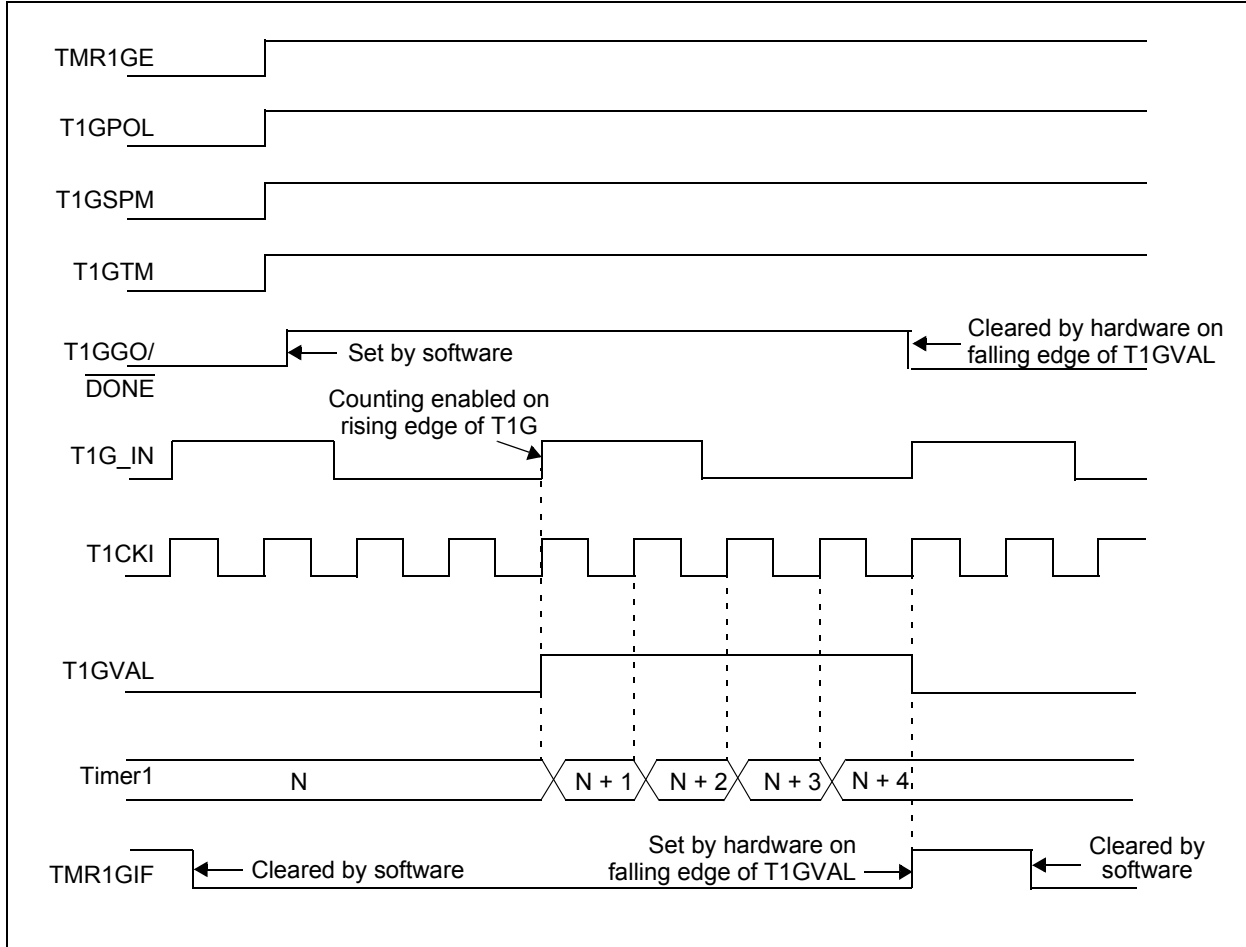 TMR1GE
T1GPOL
T1GSPM
T1GTM
T1GGO/
DONE
Set by software
Cleared by hardware on
falling edge of T1GVAL
Counting enabled on
rising edge of T1G
T1G_IN
T1CKI
T1GVAL
Timer1
N
N + 1
N + 2
N + 3
N + 4
TMR1GIF
Cleared by software
Set by hardware on
falling edge of T1GVAL
Cleared by
software